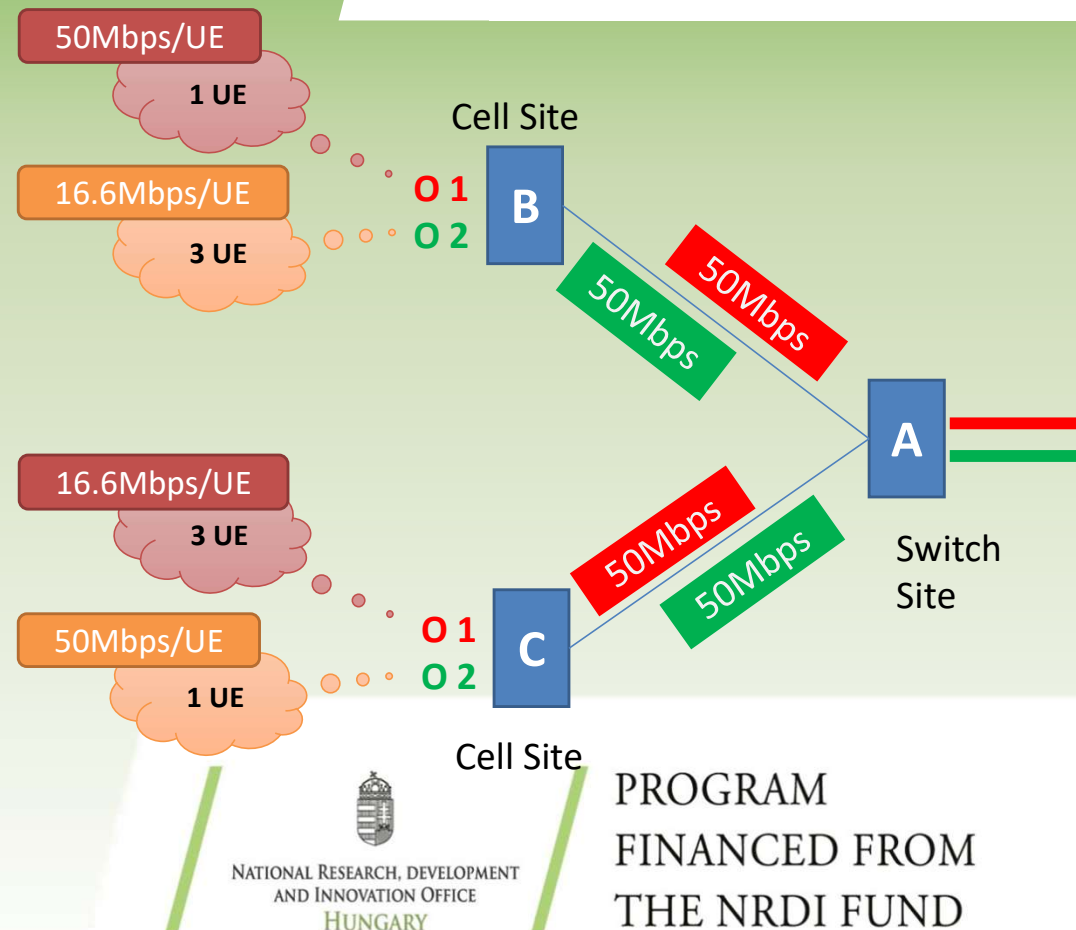 50Mbps/UE
1 UE
Cell Site
16.6Mbps/UE
3 UE
O 1
O 2
B
50Mbps
50Mbps
A
Switch
Site
16.6Mbps/UE
3 UE
50Mbps
50Mbps
50Mbps/UE
1 UE
O 1
O 2
C
Cell Site
NATIONAL RESEARCH, DEVELOPMENT
AND INNOVATION OFFICE
HUNGARY
PROGRAM
FINANCED FROM
THE NRDI FUND